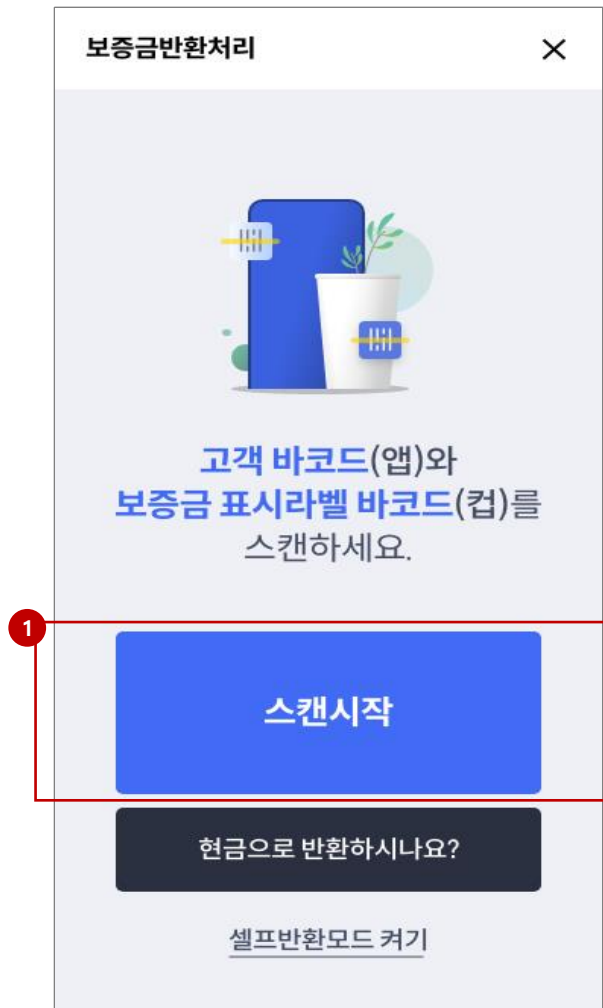 보증금반환처리
고객 바코드(앱)와
보증금 표시라벨 바코드(컵)를
스캔하세요.
1
스캔시작
현금으로 반환하시나요?
셀프반환모드 켜기